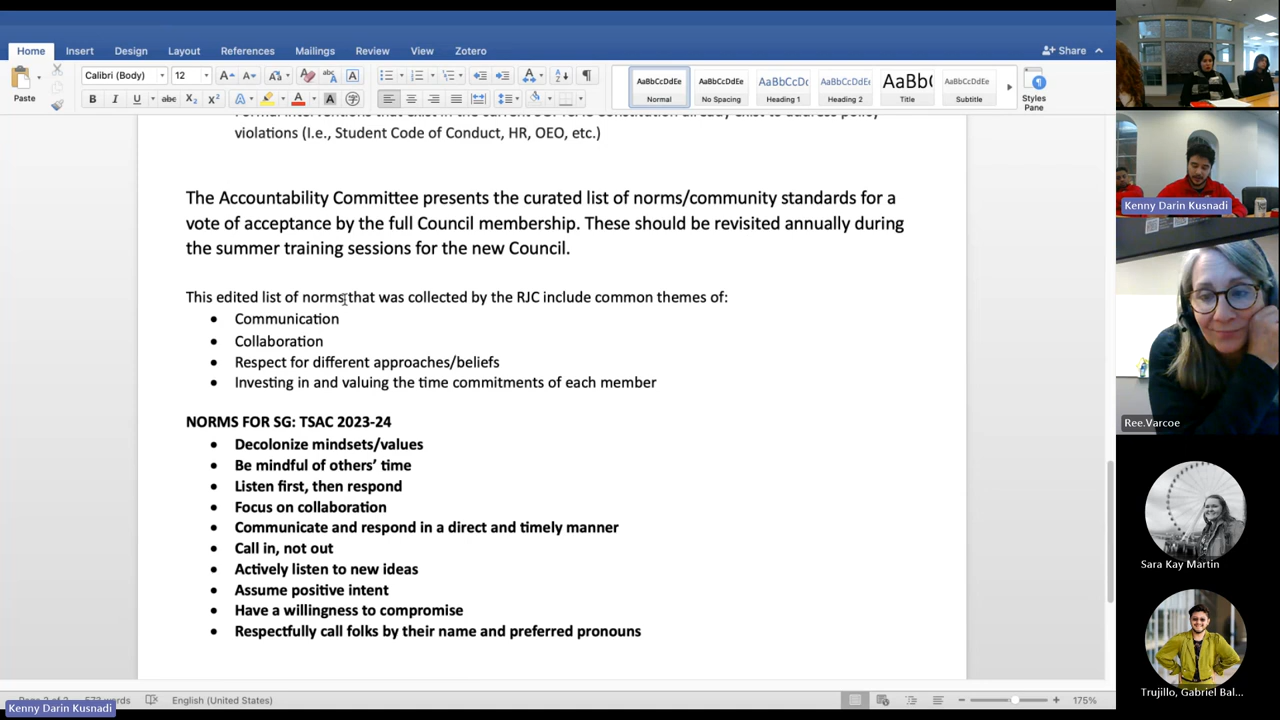 Home Insert Design Layout References Mailings Review View Zotero Share
Paste
Calibri (Body) 12
AaBbCcDdEe AaBbCcDdEe AaBbCcDc AaBbCcDdEe AaBb( AaBbCcDdEe
Normal No Spacing Heading 1 Heading 2 Title Subtitle
Styles
Pane
violations (I.e., Student Code of Conduct, HR, OEO, etc.)
The Accountability Committee presents the curated list of norms/community standards for a
vote of acceptance by the full Council membership. These should be revisited annually during
the summer training sessions for the new Council.
This edited list of norms that was collected by the RJC include common themes of:
• Communication
• Collaboration
• Respect for different approaches/beliefs
• Investing in and valuing the time commitments of each member
NORMS FOR SG: TSAC 2023-24
• Decolonize mindsets/values
• Be mindful of others' time
• Listen first, then respond
• Focus on collaboration
• Communicate and respond in a direct and timely manner
• Call in, not out
• Actively listen to new ideas
• Assume positive intent
• Have a willingness to compromise
• Respectfully call folks by their name and preferred pronouns
words English (United States) 175%
Kenny Darin Kusnadi
Kenny Darin Kusnadi
Ree.Varcoe
Sara Kay Martin
Trujillo, Gabriel Bal...